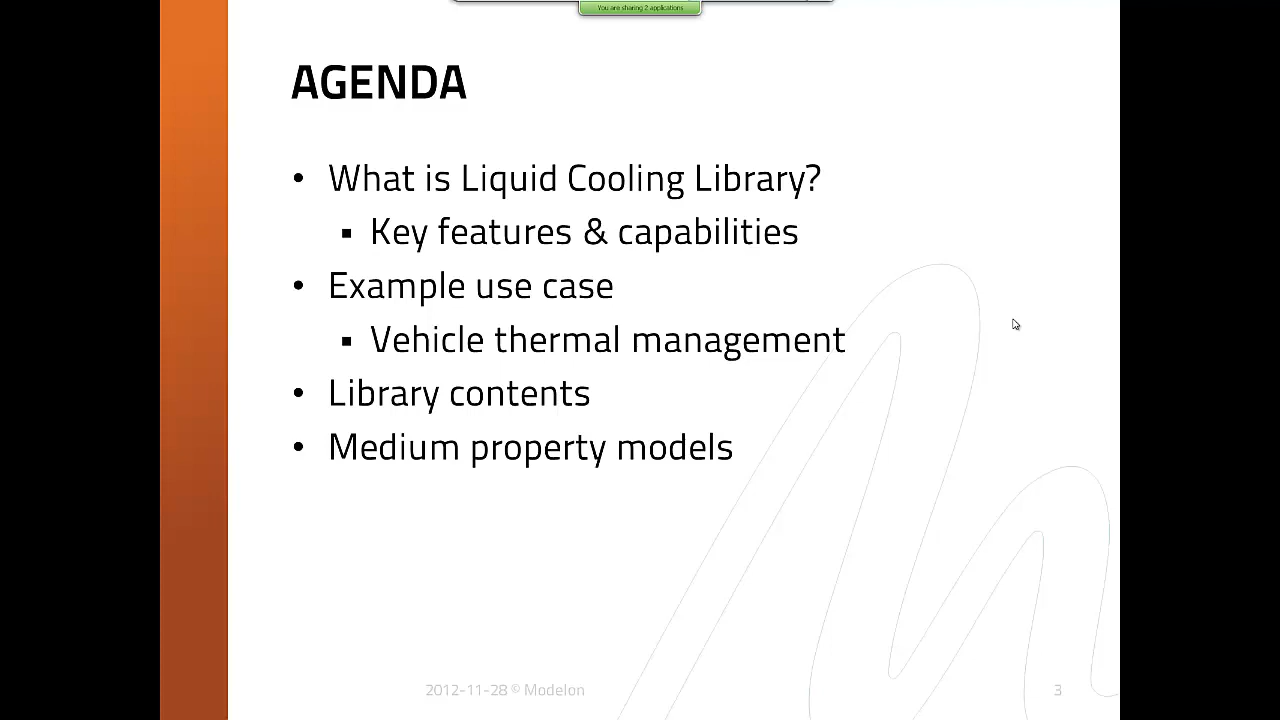 You are sharing 2 applications
AGENDA
• What is Liquid Cooling Library?
▪ Key features & capabilities
• Example use case
▪ Vehicle thermal management
• Library contents
• Medium property models
2012-11-28 © Modelon
3